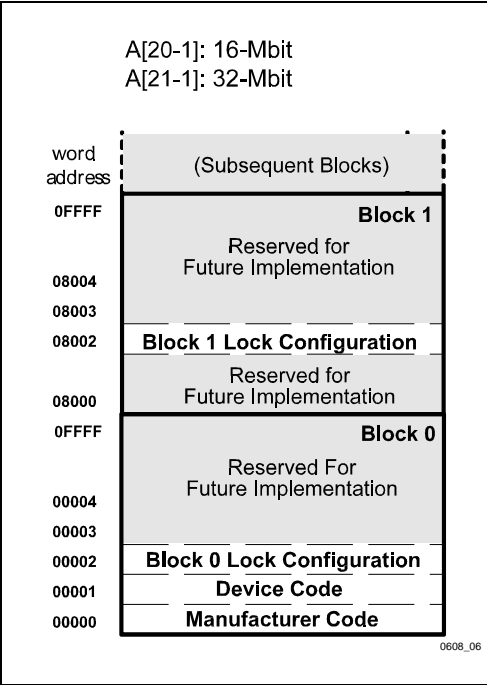 A[20-1]: 16-Mbit
A[21-1]: 32-Mbit
word
address
(Subsequent Blocks)
0FFFF
Block 1
Reserved for
Future Implementation
08004
08003
08002
Block 1 Lock Configuration
Reserved for
Future Implementation
08000
0FFFF
Block 0
Reserved For
Future Implementation
00004
00003
00002
Block 0 Lock Configuration
00001
Device Code
00000
Manufacturer Code
0608_06